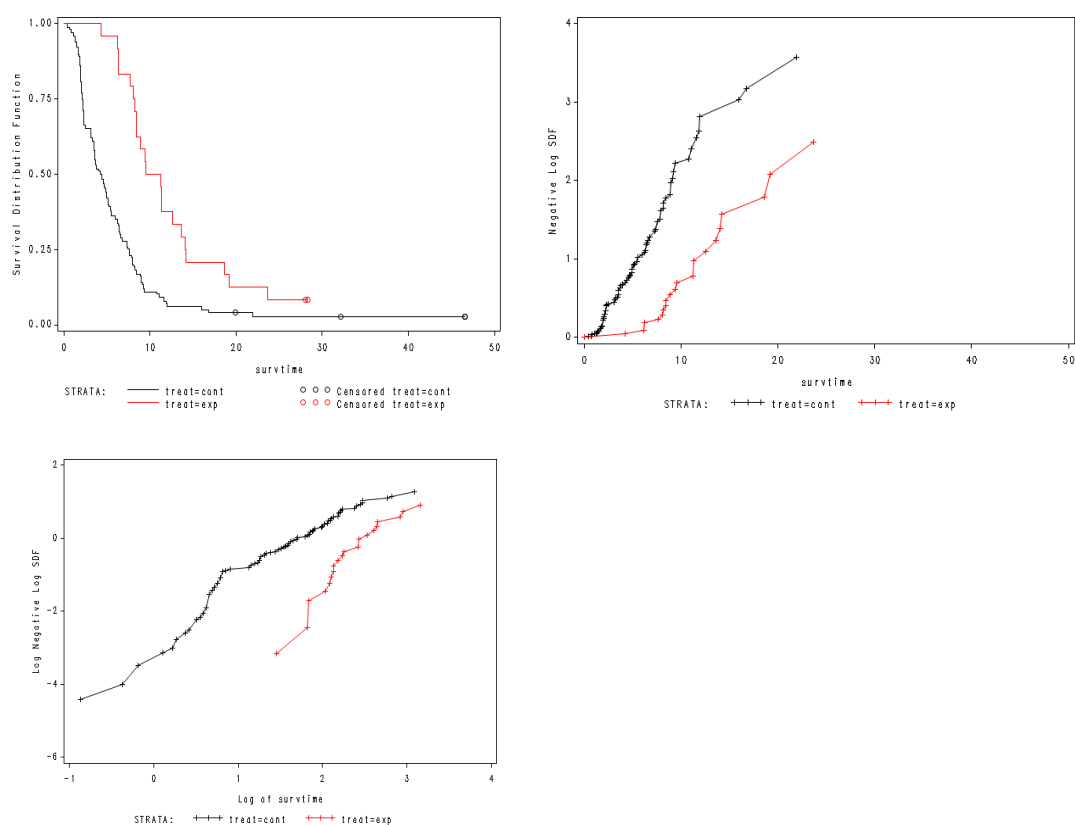 Survival Distribution Function
1.00
0.75
0.50
0.25
0.00
0 10 20 30 40 50
survtime
STRATA: treat=cont Censored treat=cont
treat=exp Censored treat=exp
Negative Log SDF
4
3
2
1
0
0 10 20 30 40 50
survtime
STRATA: treat=cont treat=exp
Log Negative Log SDF
2
0
-2
-4
-6
-1 0 1 2 3 4
Log of survtime
STRATA: treat=cont treat=exp